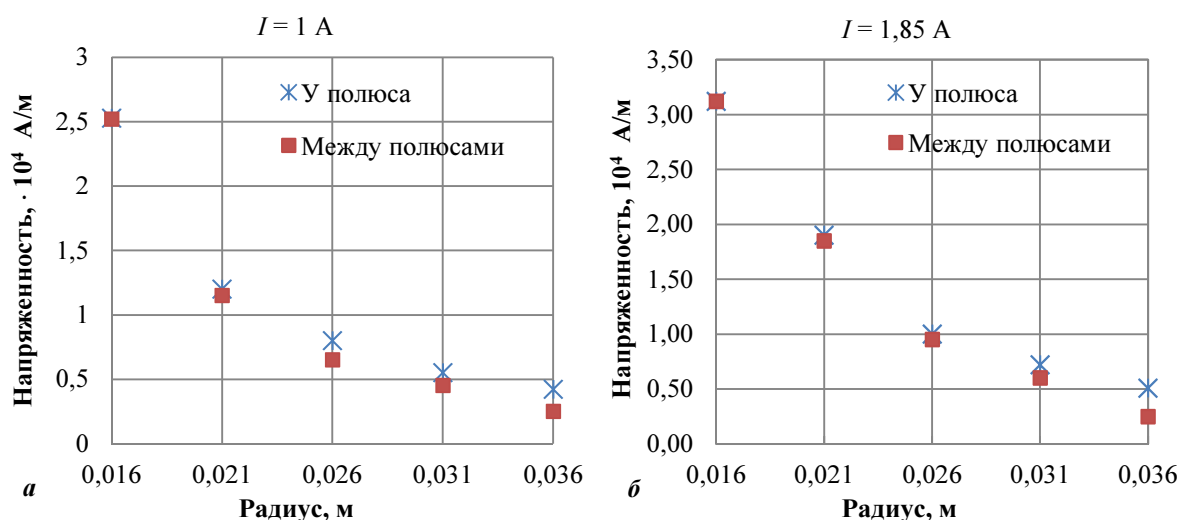 I = 1 А
Напряженность, · 10⁴ А/м
3
2,5
2
1,5
1
0,5
0
У полюса
Между полюсами
0,016 0,021 0,026 0,031 0,036
Радиус, м
а
I = 1,85 А
Напряженность, 10⁴ А/м
3,50
3,00
2,50
2,00
1,50
1,00
0,50
0,00
У полюса
Между полюсами
0,016 0,021 0,026 0,031 0,036
Радиус, м
б